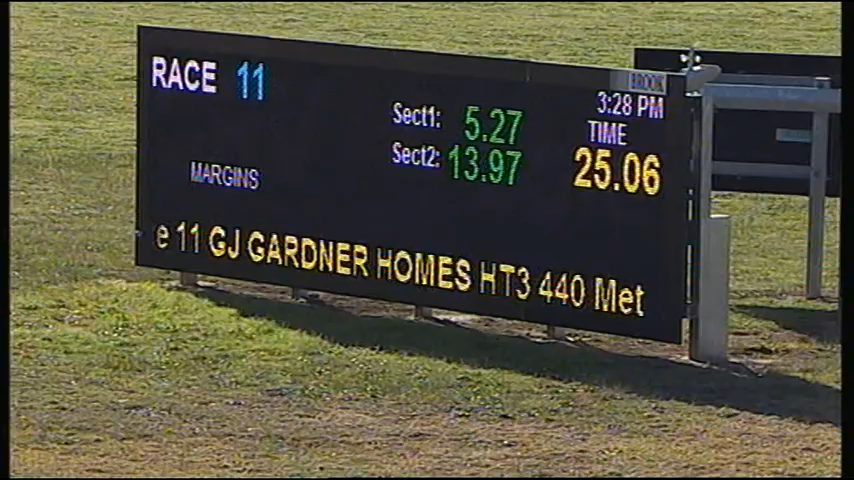 BROOK
RACE 11
3:28 PM
Sect1: 5.27
TIME
Sect2: 13.97
25.06
MARGINS
e 11 GJ GARDNER HOMES HT3 440 Met